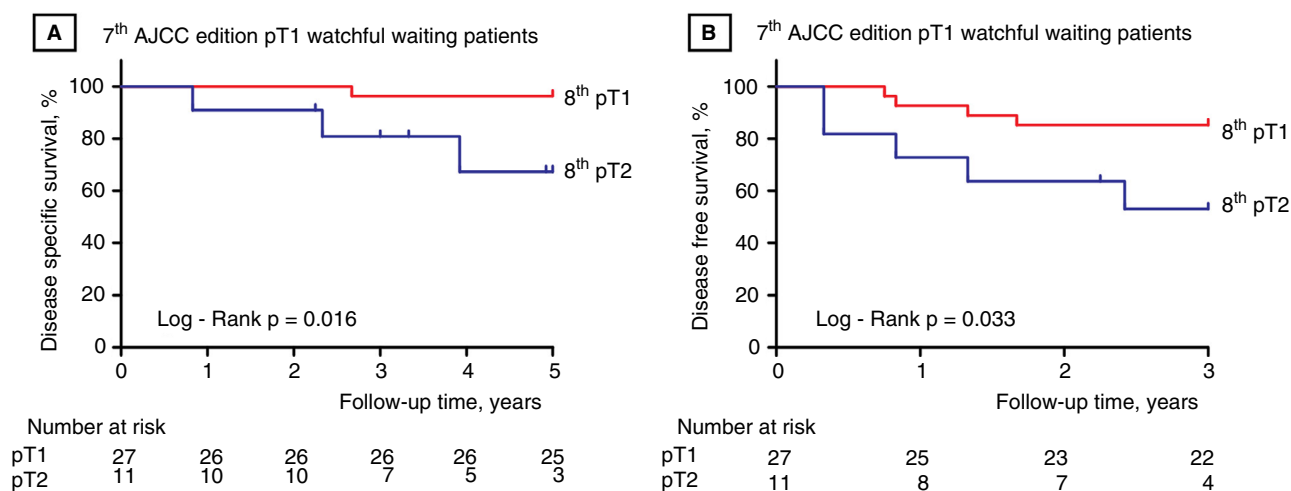 A
7th AJCC edition pT1 watchful waiting patients
Disease specific survival, %
100
80
60
40
20
0
8th pT1
8th pT2
Log - Rank p = 0.016
0 1 2 3 4 5
Follow-up time, years
Number at risk
pT1 27 26 26 26 26 25
pT2 11 10 10 7 5 3
B
7th AJCC edition pT1 watchful waiting patients
Disease free survival, %
100
80
60
40
20
0
8th pT1
8th pT2
Log - Rank p = 0.033
0 1 2 3
Follow-up time, years
Number at risk
pT1 27 25 23 22
pT2 11 8 7 4